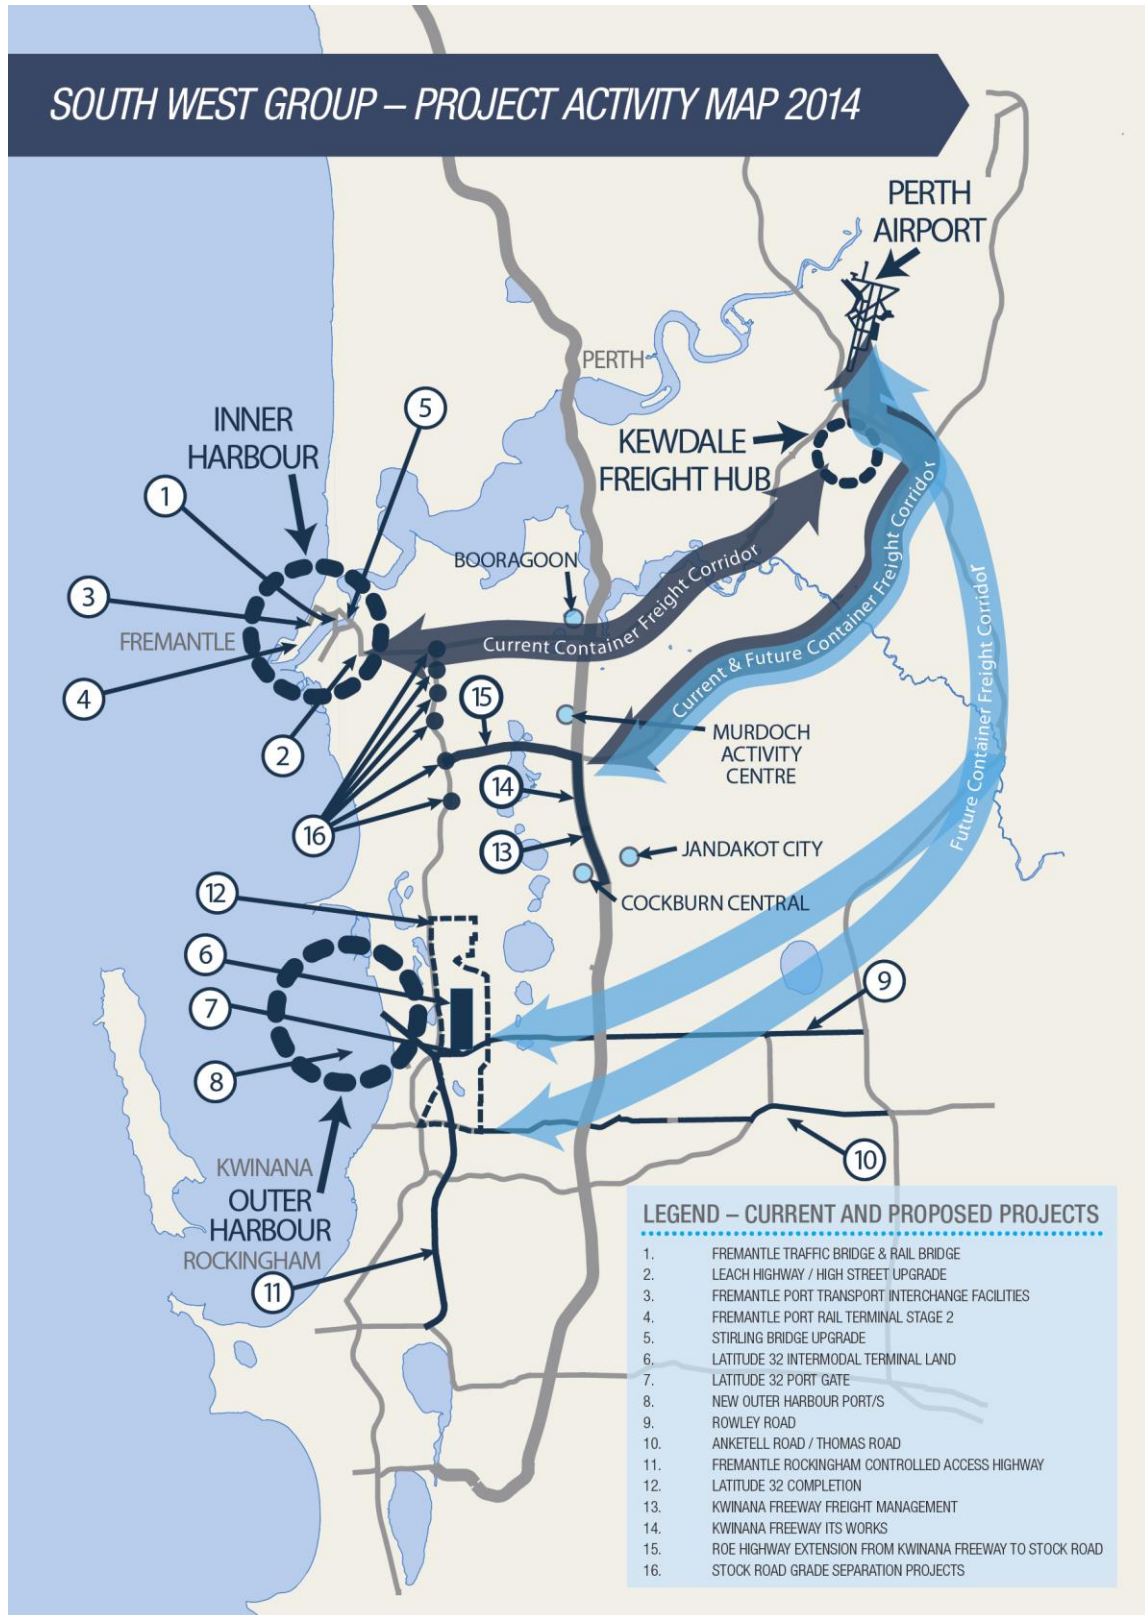 SOUTH WEST GROUP – PROJECT ACTIVITY MAP 2014
PERTH
AIRPORT
PERTH
5
INNER
HARBOUR
KEWDALE
FREIGHT HUB
1
BOORAGOON
3
FREMANTLE
Current Container Freight Corridor
Current & Future Container Freight Corridor
Future Container Freight Corridor
4
15
2
MURDOCH
ACTIVITY
CENTRE
14
16
13
JANDAKOT CITY
12
COCKBURN CENTRAL
6
9
7
8
10
KWINANA
OUTER
HARBOUR
ROCKINGHAM
11
LEGEND – CURRENT AND PROPOSED PROJECTS
1. FREMANTLE TRAFFIC BRIDGE & RAIL BRIDGE
2. LEACH HIGHWAY / HIGH STREET UPGRADE
3. FREMANTLE PORT TRANSPORT INTERCHANGE FACILITIES
4. FREMANTLE PORT RAIL TERMINAL STAGE 2
5. STIRLING BRIDGE UPGRADE
6. LATITUDE 32 INTERMODAL TERMINAL LAND
7. LATITUDE 32 PORT GATE
8. NEW OUTER HARBOUR PORT/S
9. ROWLEY ROAD
10. ANKETELL ROAD / THOMAS ROAD
11. FREMANTLE ROCKINGHAM CONTROLLED ACCESS HIGHWAY
12. LATITUDE 32 COMPLETION
13. KWINANA FREEWAY FREIGHT MANAGEMENT
14. KWINANA FREEWAY ITS WORKS
15. ROE HIGHWAY EXTENSION FROM KWINANA FREEWAY TO STOCK ROAD
16. STOCK ROAD GRADE SEPARATION PROJECTS